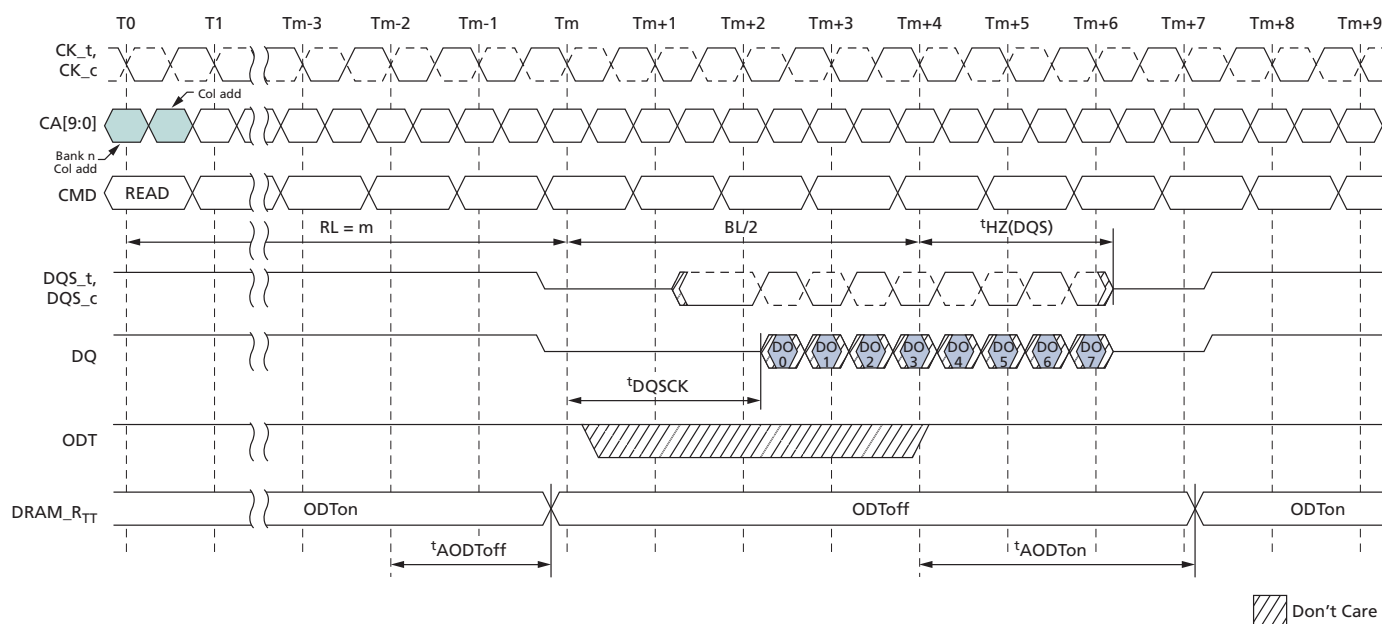 T0 T1 Tm-3 Tm-2 Tm-1 Tm Tm+1 Tm+2 Tm+3 Tm+4 Tm+5 Tm+6 Tm+7 Tm+8 Tm+9
CK_t,
CK_c
Col add
CA[9:0]
Bank n
Col add
CMD READ
RL = m BL/2 tHZ(DQS)
DQS_t,
DQS_c
DQ DO 0 DO 1 DO 2 DO 3 DO 4 DO 5 DO 6 DO 7
tDQSCK
ODT
DRAM_RTT ODTon ODToff ODTon
tAODToff tAODTon
Don't Care